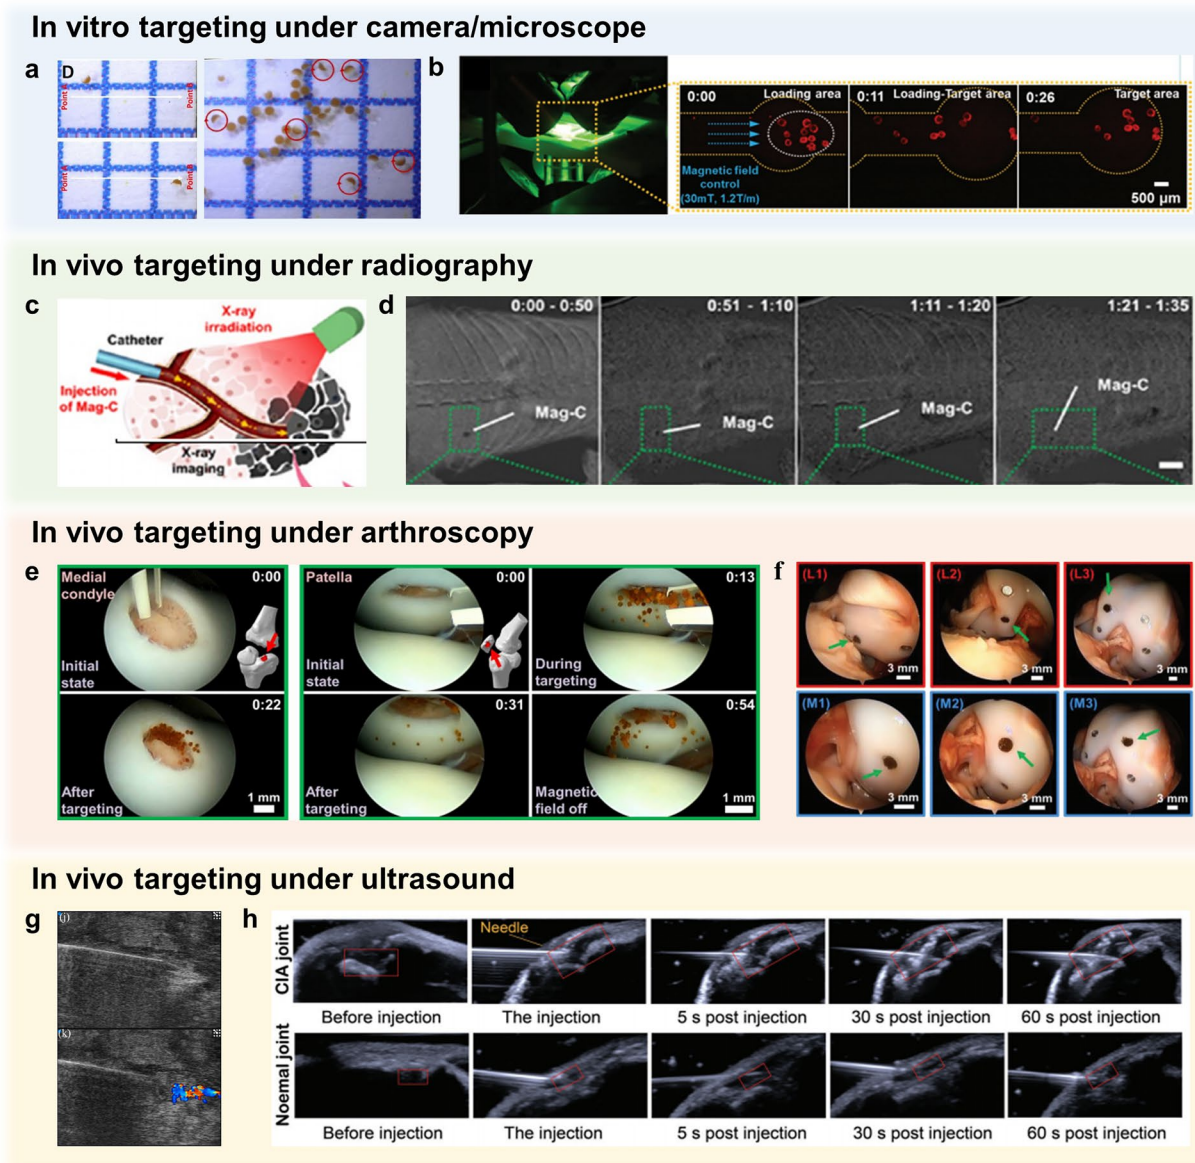 In vitro targeting under camera/microscope
a
D
Point A
Point B
Point A
Point B
b
0:00
Loading area
Magnetic field
control
(30mT, 1.2T/m)
0:11
Loading-Target area
0:26
Target area
500 µm
In vivo targeting under radiography
c
X-ray
irradiation
Catheter
Injection
of Mag-C
X-ray
imaging
d
0:00 - 0:50
Mag-C
0:51 - 1:10
Mag-C
1:11 - 1:20
Mag-C
1:21 - 1:35
Mag-C
In vivo targeting under arthroscopy
e
Medial
condyle
0:00
Initial
state
0:22
After
targeting
1 mm
Patella
0:00
Initial
state
0:13
During
targeting
0:31
After
targeting
0:54
Magnetic
field off
1 mm
f
(L1)
3 mm
(L2)
3 mm
(L3)
3 mm
(M1)
3 mm
(M2)
3 mm
(M3)
3 mm
In vivo targeting under ultrasound
g
(j)
(k)
h
CIA joint
Needle
Before injection
The injection
5 s post injection
30 s post injection
60 s post injection
Noemal joint
Before injection
The injection
5 s post injection
30 s post injection
60 s post injection